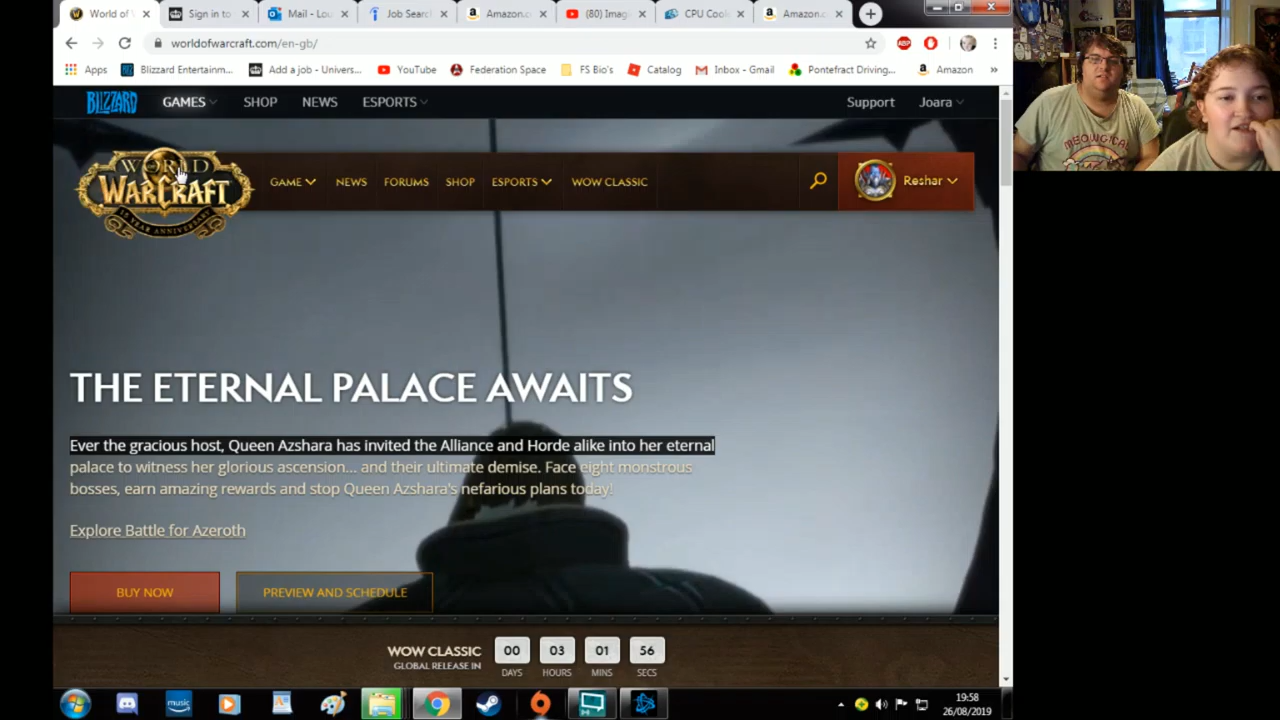 World of
Sign in to
Mail - Lou
Job Searc
Amazon.c
(80) Imag
CPU Cool
Amazon.c
worldofwarcraft.com/en-gb/
Apps
Blizzard Entertainm...
Add a job - Univers...
YouTube
Federation Space
FS Bio's
Catalog
Inbox - Gmail
Pontefract Driving...
Amazon
»
BLIZZARD
GAMES
SHOP
NEWS
ESPORTS
Support
Joara
WORLD
WARCRAFT
15 YEAR ANNIVERSARY
GAME
NEWS
FORUMS
SHOP
ESPORTS
WOW CLASSIC
Reshar
THE ETERNAL PALACE AWAITS
Ever the gracious host, Queen Azshara has invited the Alliance and Horde alike into her eternal
palace to witness her glorious ascension... and their ultimate demise. Face eight monstrous
bosses, earn amazing rewards and stop Queen Azshara's nefarious plans today!
Explore Battle for Azeroth
BUY NOW
PREVIEW AND SCHEDULE
WOW CLASSIC
GLOBAL RELEASE IN
00 03 01 56
DAYS HOURS MINS SECS
music
19:58
26/08/2019
MEOWGICAL